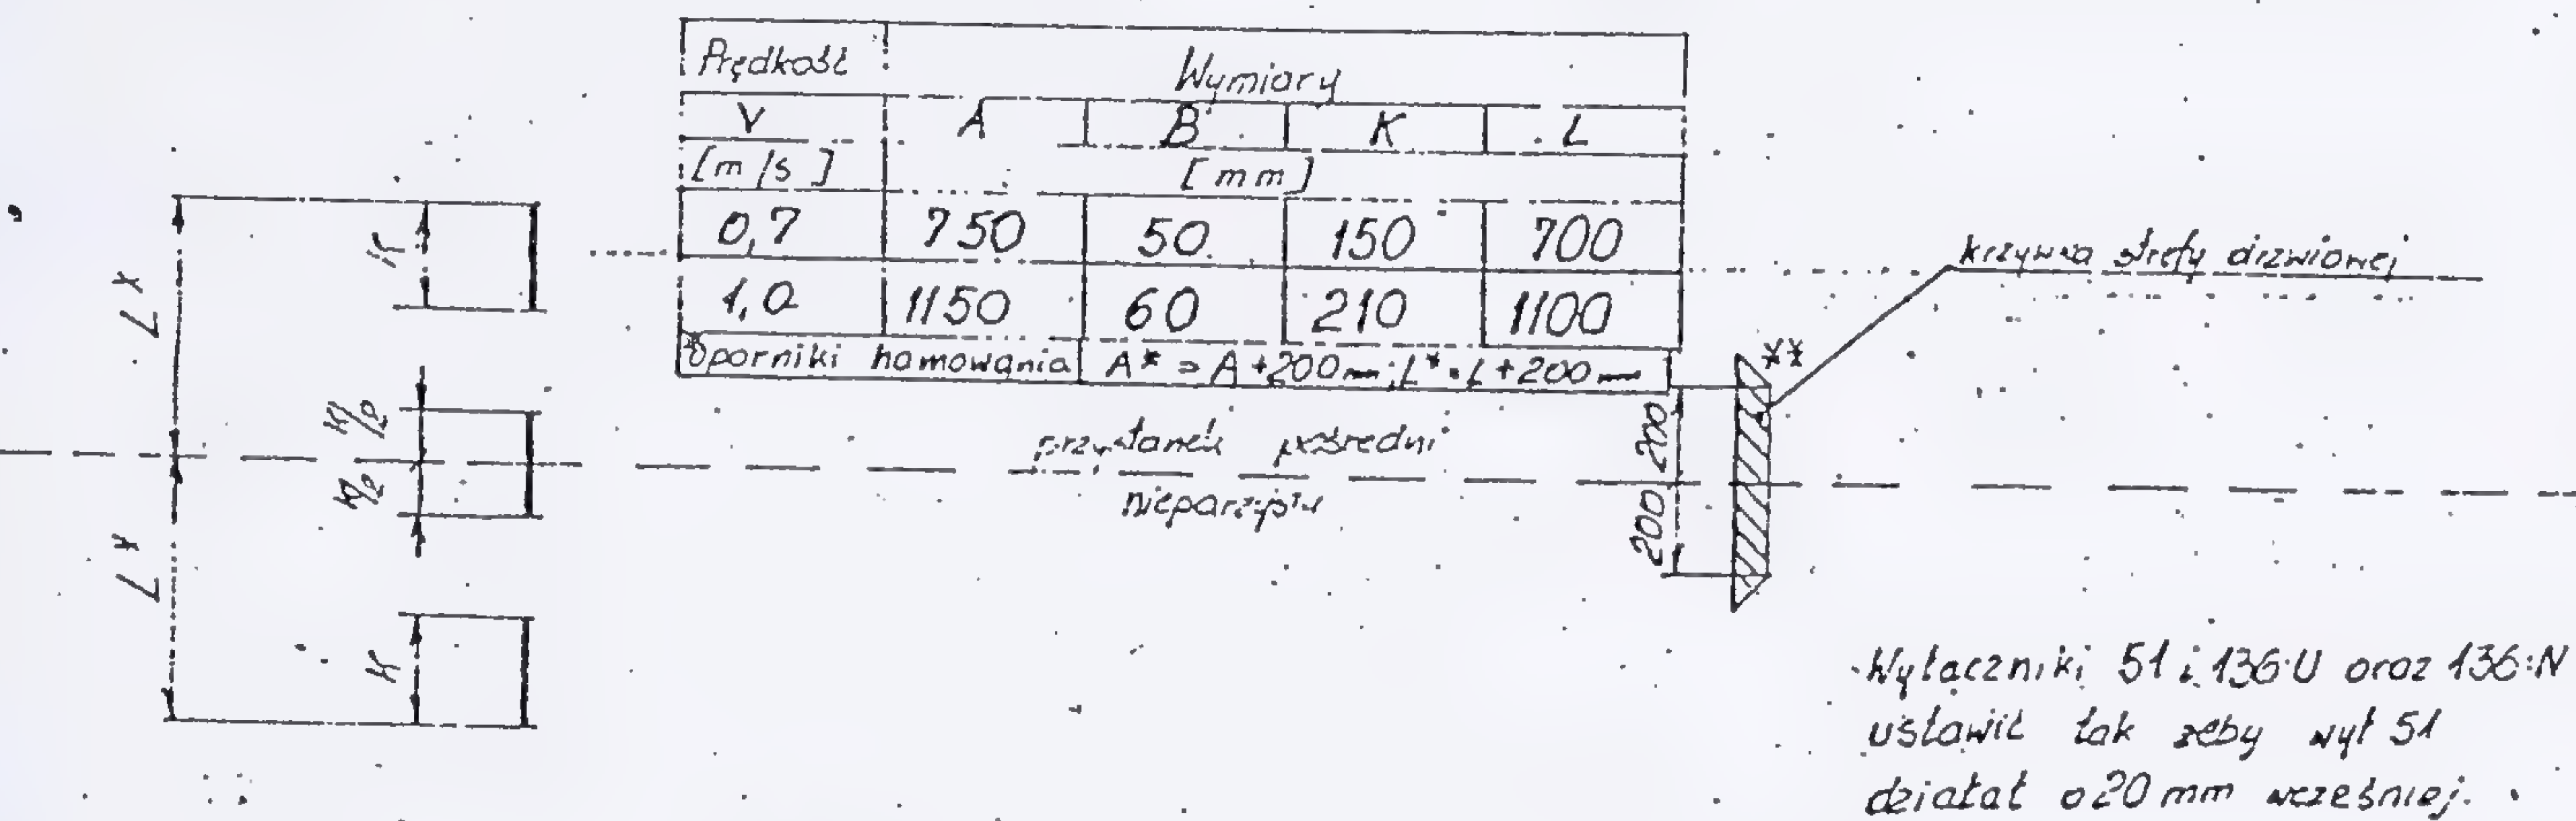 Prędkość Wymiary
V A B K L
[m/s] [mm]
0,7 750 50 150 700
1,0 1150 60 210 1100
*Oporniki hamowania A* = A+200mm; L* = L+200mm
krzywka strefy drzwiowej
**
przystanek pośredni
nieparzysty
200 200
L*
L*
K
K/2
K/2
K
Wyłączniki 51 i 136:U oraz 136:N
ustawić tak żeby wył 51
działał o 20 mm wcześniej.